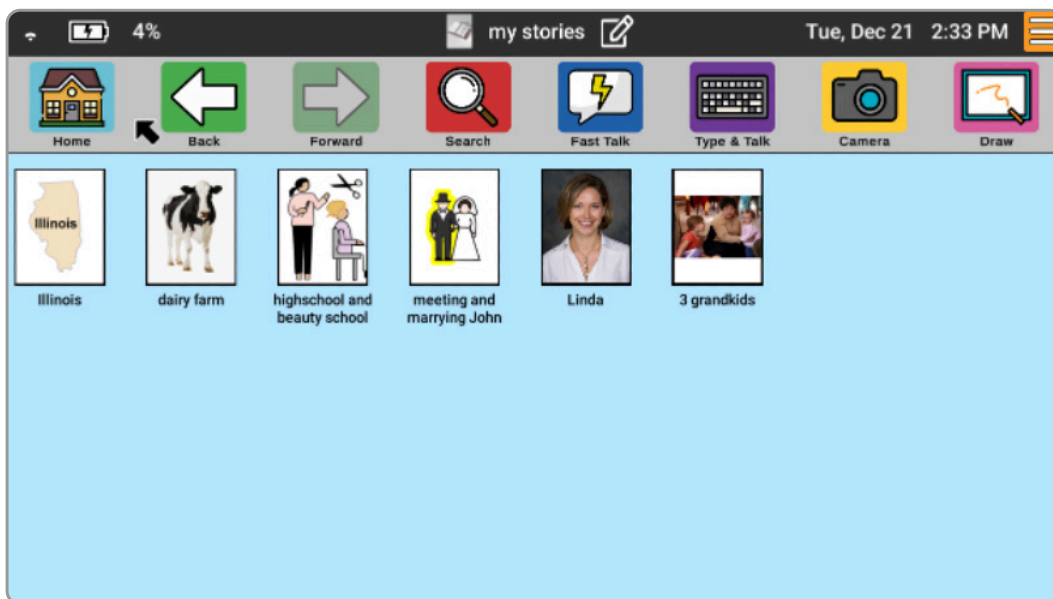 4%
my stories
Tue, Dec 21 2:33 PM
Home
Back
Forward
Search
Fast Talk
Type & Talk
Camera
Draw
Illinois
Illinois
dairy farm
highschool and
beauty school
meeting and
marrying John
Linda
3 grandkids